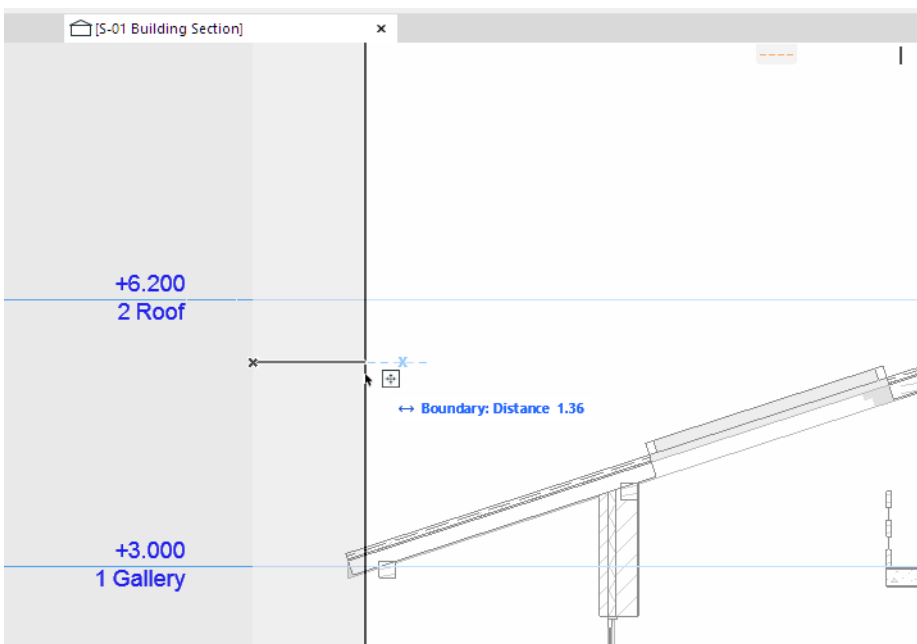 [S-01 Building Section]
+6.200
2 Roof
Boundary: Distance 1.36
+3.000
1 Gallery